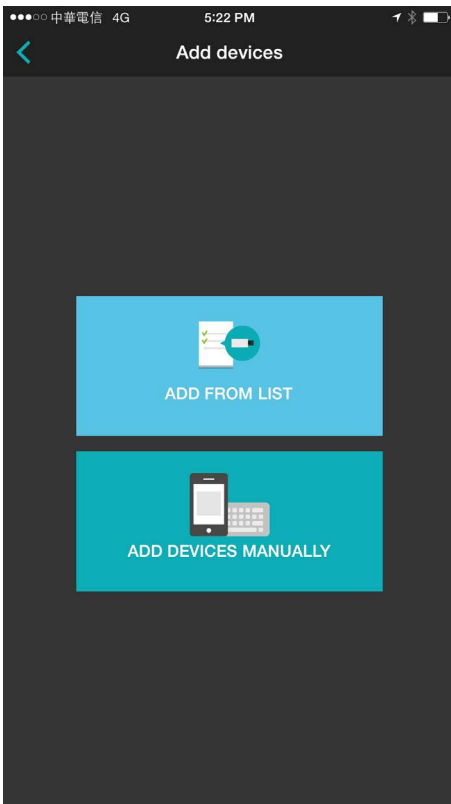 中華電信 4G 5:22 PM
Add devices
ADD FROM LIST
ADD DEVICES MANUALLY